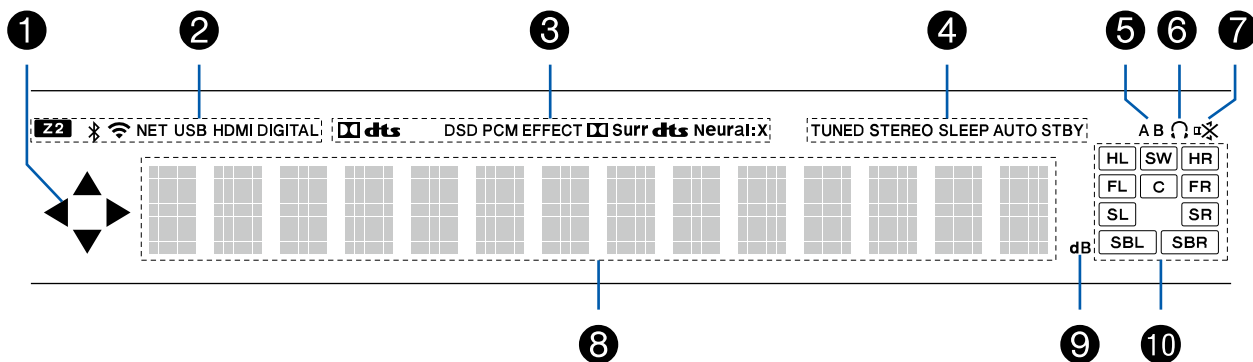 1 2 3 4 5 6 7
Z2 NET USB HDMI DIGITAL dts DSD PCM EFFECT Surr dts Neural:X TUNED STEREO SLEEP AUTO STBY A B
HL SW HR
FL C FR
SL SR
dB SBL SBR
8 9 10